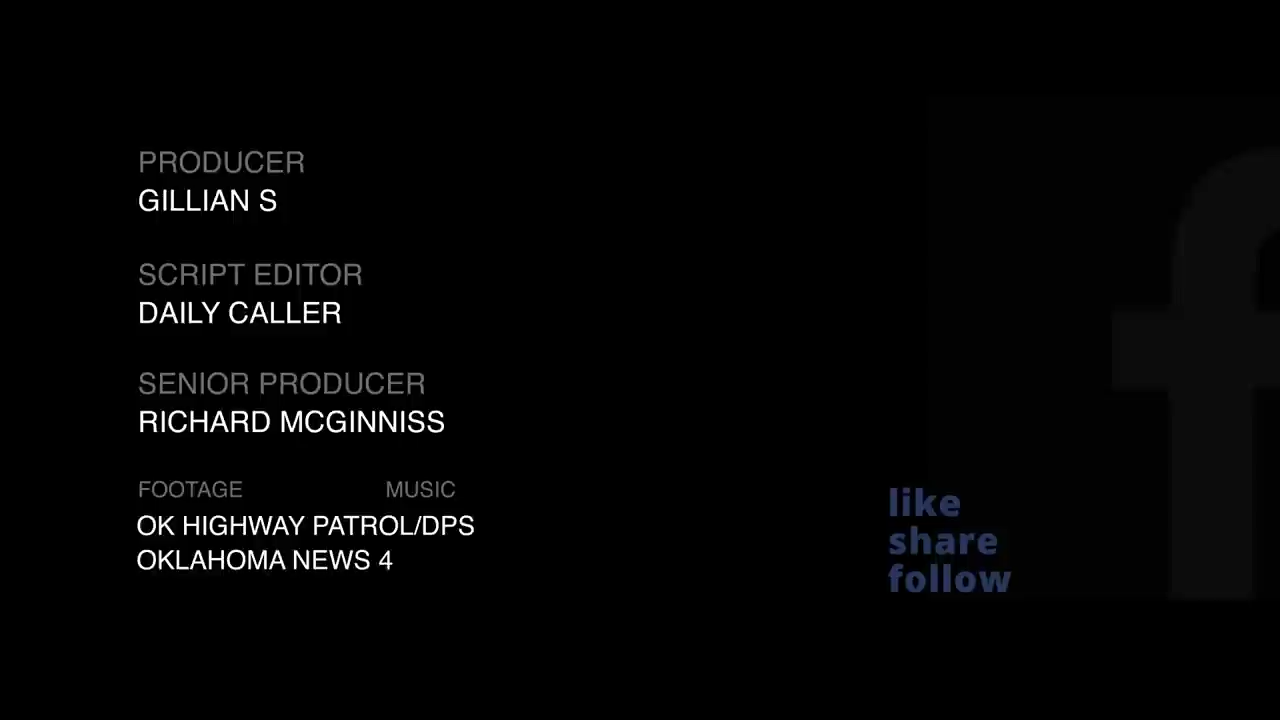 PRODUCER
GILLIAN S
SCRIPT EDITOR
DAILY CALLER
SENIOR PRODUCER
RICHARD MCGINNISS
FOOTAGE MUSIC
OK HIGHWAY PATROL/DPS
OKLAHOMA NEWS 4
like
share
follow
f